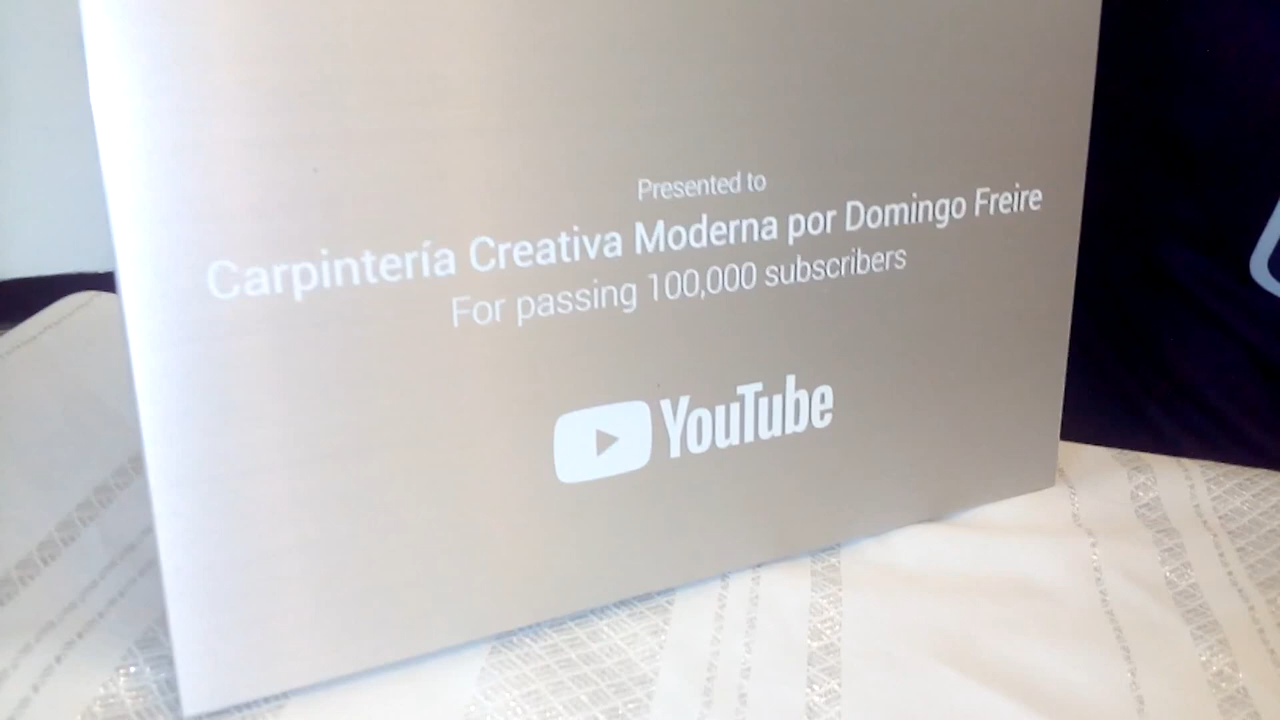 Presented to
Carpintería Creativa Moderna por Domingo Freire
For passing 100,000 subscribers
YouTube